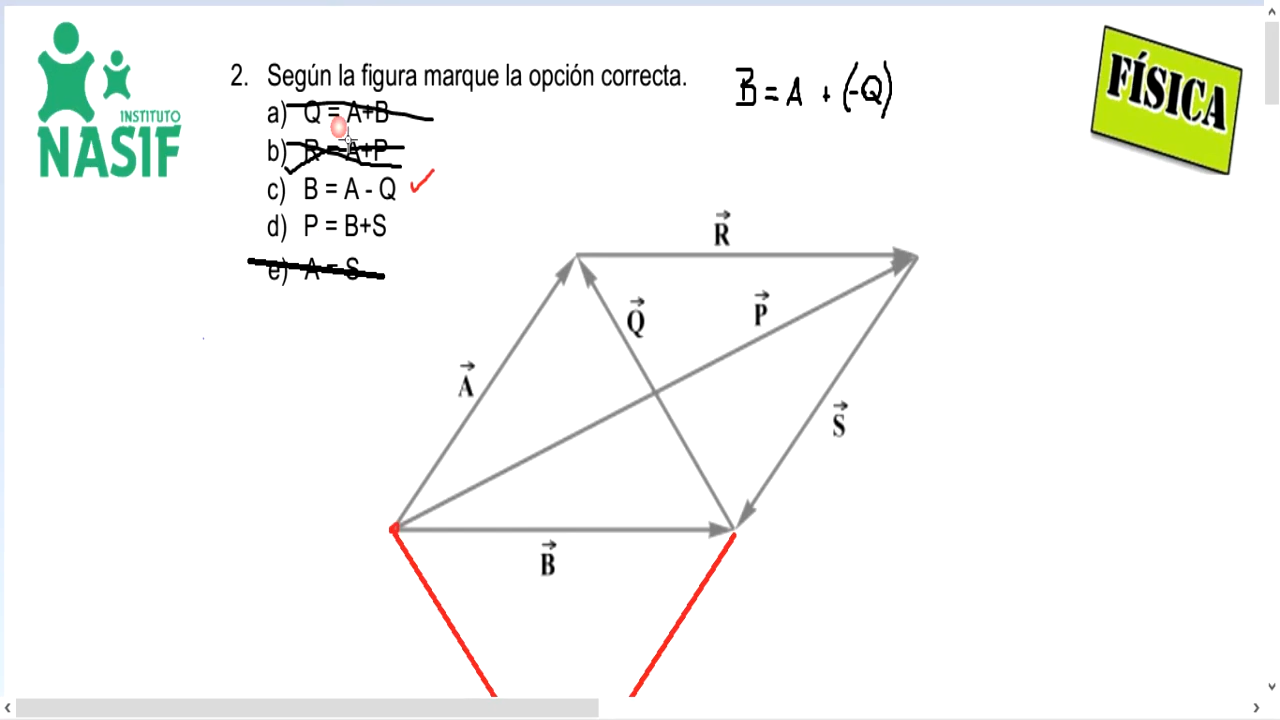 INSTITUTO
NASIF
2. Según la figura marque la opción correcta.
B = A + (-Q)
FÍSICA
a) Q = A+B
b) R = A+P
c) B = A - Q ✓
d) P = B+S
e) A = S
R
Q
P
A
S
B